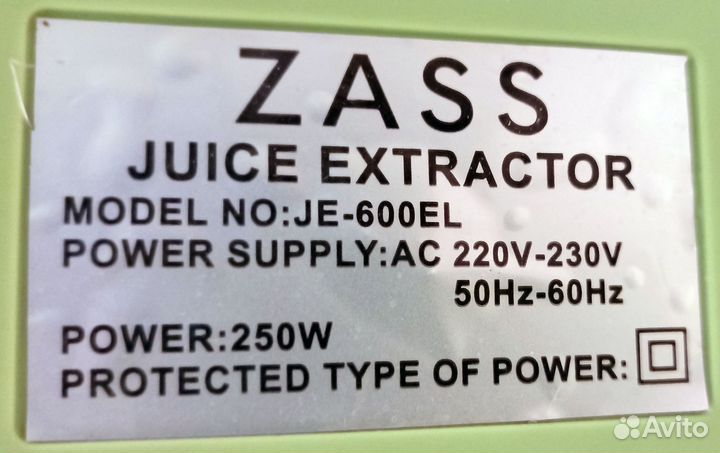 ZASS
JUICE EXTRACTOR
MODEL NO:JE-600EL
POWER SUPPLY:AC 220V-230V
50Hz-60Hz
POWER:250W
PROTECTED TYPE OF POWER:
Avito